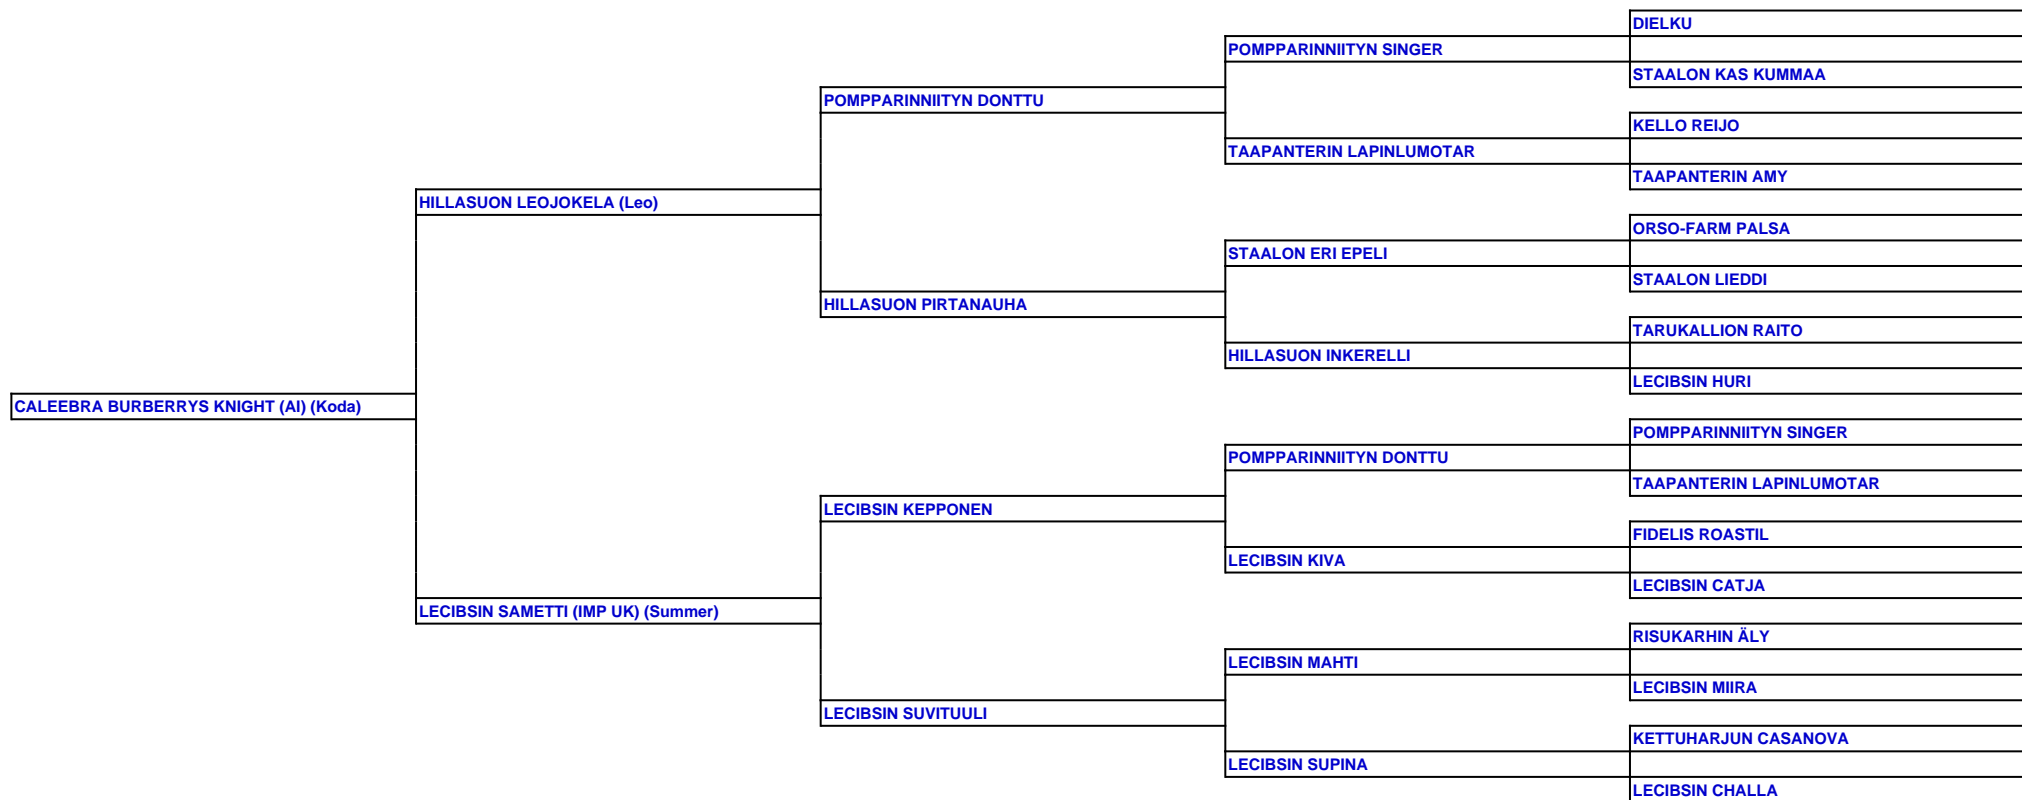 DIELKU
POMPPARINNIITYN SINGER
STAALON KAS KUMMAA
POMPPARINNIITYN DONTTU
KELLO REIJO
TAAPANTERIN LAPINLUMOTAR
TAAPANTERIN AMY
HILLASUON LEOJOKELA (Leo)
ORSO-FARM PALSA
STAALON ERI EPELI
STAALON LIEDDI
HILLASUON PIRTANAUHA
TARUKALLION RAITO
HILLASUON INKERELLI
LECIBSIN HURI
CALEEBRA BURBERRYS KNIGHT (AI) (Koda)
POMPPARINNIITYN SINGER
POMPPARINNIITYN DONTTU
TAAPANTERIN LAPINLUMOTAR
LECIBSIN KEPPONEN
FIDELIS ROASTIL
LECIBSIN KIVA
LECIBSIN CATJA
LECIBSIN SAMETTI (IMP UK) (Summer)
RISUKARHIN ÄLY
LECIBSIN MAHTI
LECIBSIN MIIRA
LECIBSIN SUVITUULI
KETTUHARJUN CASANOVA
LECIBSIN SUPINA
LECIBSIN CHALLA